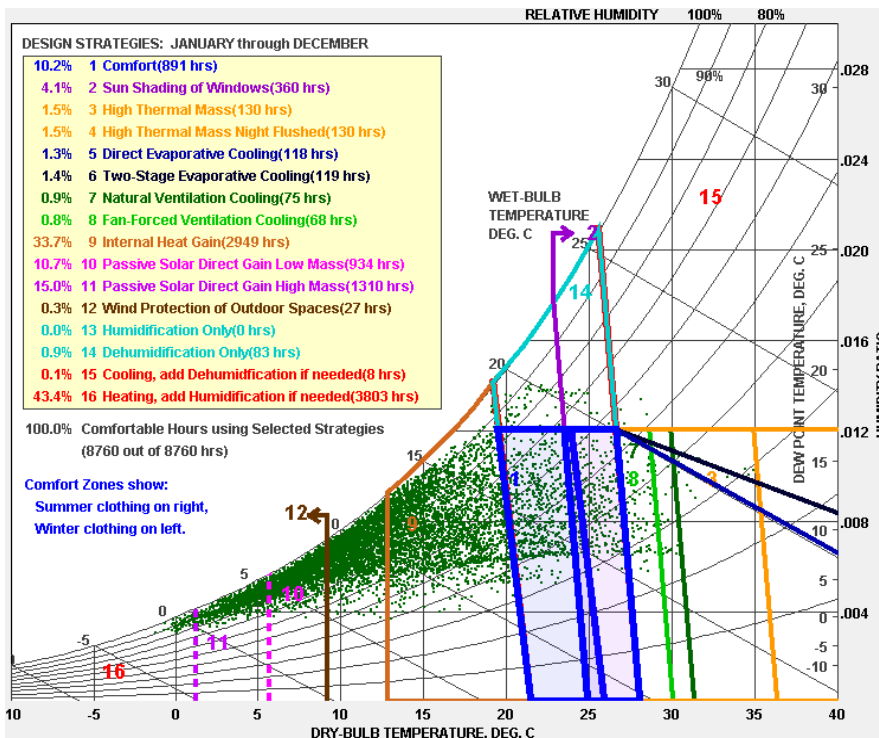 RELATIVE HUMIDITY 100% 80%
DESIGN STRATEGIES: JANUARY through DECEMBER
10.2% 1 Comfort(891 hrs)
4.1% 2 Sun Shading of Windows(360 hrs)
1.5% 3 High Thermal Mass(130 hrs)
1.5% 4 High Thermal Mass Night Flushed(130 hrs)
1.3% 5 Direct Evaporative Cooling(118 hrs)
1.4% 6 Two-Stage Evaporative Cooling(119 hrs)
0.9% 7 Natural Ventilation Cooling(75 hrs)
0.8% 8 Fan-Forced Ventilation Cooling(68 hrs)
33.7% 9 Internal Heat Gain(2949 hrs)
10.7% 10 Passive Solar Direct Gain Low Mass(934 hrs)
15.0% 11 Passive Solar Direct Gain High Mass(1310 hrs)
0.3% 12 Wind Protection of Outdoor Spaces(27 hrs)
0.0% 13 Humidification Only(0 hrs)
0.9% 14 Dehumidification Only(83 hrs)
0.1% 15 Cooling, add Dehumidfication if needed(8 hrs)
43.4% 16 Heating, add Humidification if needed(3803 hrs)
100.0% Comfortable Hours using Selected Strategies
(8760 out of 8760 hrs)
Comfort Zones show:
Summer clothing on right,
Winter clothing on left.
WET-BULB
TEMPERATURE
DEG. C
90%
30
30
25
25
20
15
15
10
10
5
5
0
0
-5
-5
-10
.028
.024
.020
.016
.012
.008
.004
DEW POINT TEMPERATURE, DEG. C
HUMIDITY RATIO
1
2
3
7
8
9
10
11
12
14
15
16
10 -5 0 5 10 15 20 25 30 35 40
DRY-BULB TEMPERATURE, DEG. C